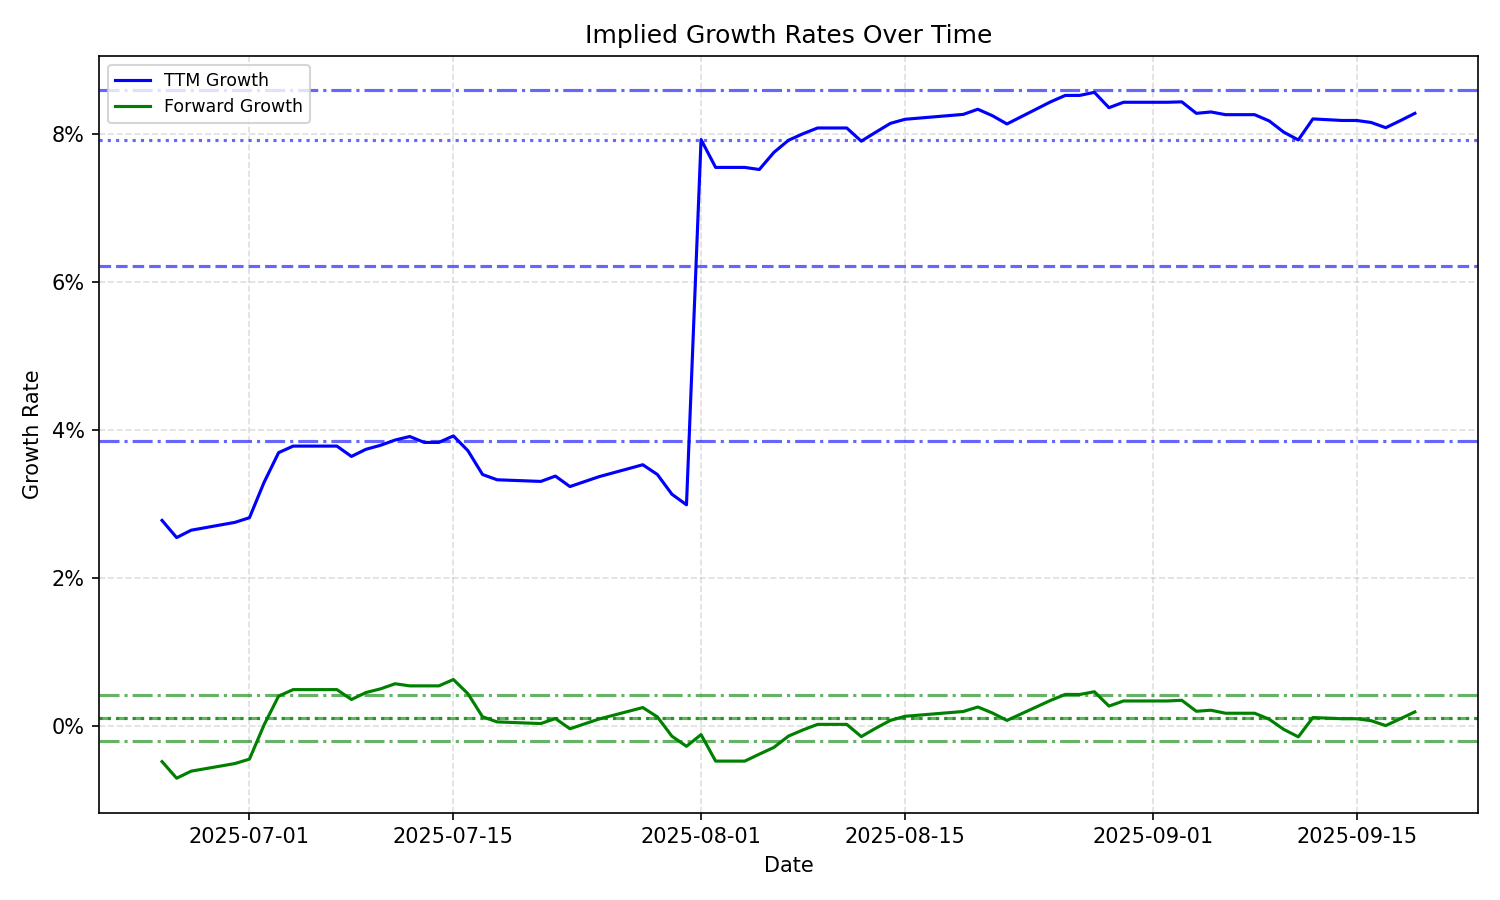 Implied Growth Rates Over Time
TTM Growth
Forward Growth
Growth Rate
8%
6%
4%
2%
0%
2025-07-01
2025-07-15
2025-08-01
2025-08-15
2025-09-01
2025-09-15
Date